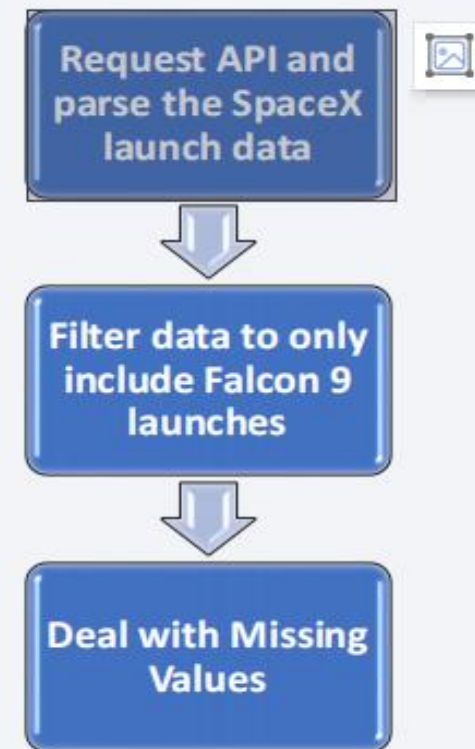 Request API and
parse the SpaceX
launch data
Filter data to only
include Falcon 9
launches
Deal with Missing
Values